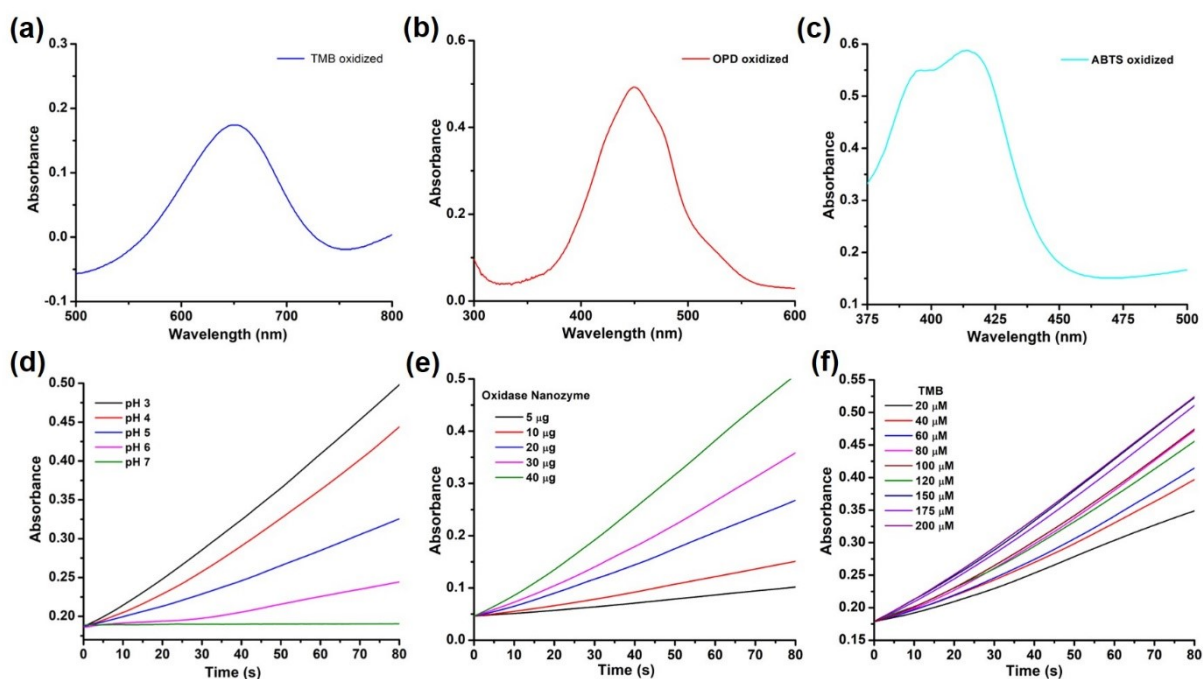 (a)
0.3
0.2
0.1
0.0
-0.1
Absorbance
TMB oxidized
500 600 700 800
Wavelength (nm)
(b)
0.6
0.4
0.2
0.0
Absorbance
OPD oxidized
300 350 400 450 500 550 600
Wavelength (nm)
(c)
0.6
0.5
0.4
0.3
0.2
0.1
Absorbance
ABTS oxidized
375 400 425 450 475 500
Wavelength (nm)
(d)
0.50
0.45
0.40
0.35
0.30
0.25
0.20
Absorbance
pH 3
pH 4
pH 5
pH 6
pH 7
0 10 20 30 40 50 60 70 80
Time (s)
(e)
0.5
0.4
0.3
0.2
0.1
0.0
Absorbance
Oxidase Nanozyme
5 μg
10 μg
20 μg
30 μg
40 μg
0 10 20 30 40 50 60 70 80
Time (s)
(f)
0.55
0.50
0.45
0.40
0.35
0.30
0.25
0.20
0.15
Absorbance
TMB
20 μM
40 μM
60 μM
80 μM
100 μM
120 μM
150 μM
175 μM
200 μM
0 10 20 30 40 50 60 70 80
Time (s)